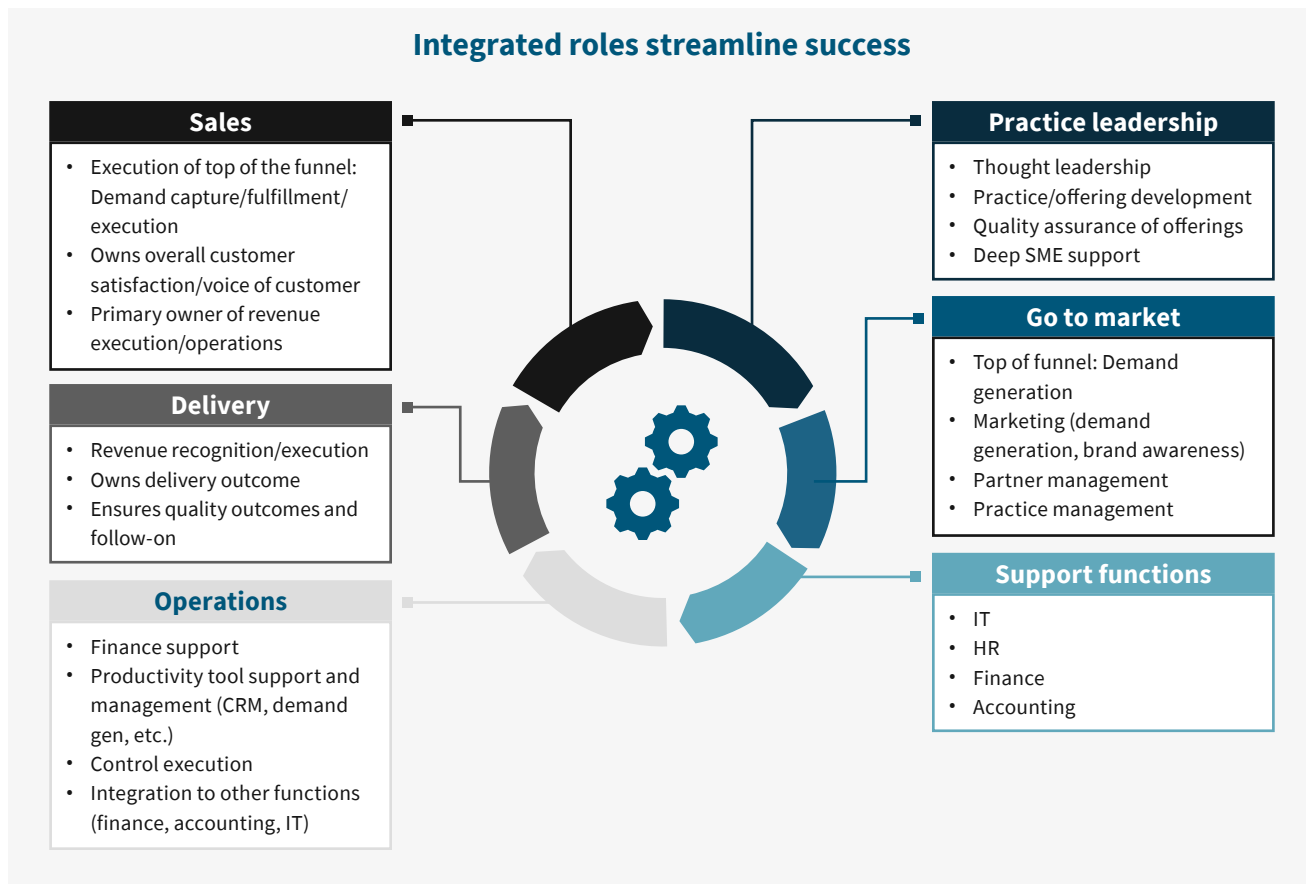 Integrated roles streamline success
Sales
• Execution of top of the funnel:
Demand capture/fulfillment/
execution
• Owns overall customer
satisfaction/voice of customer
• Primary owner of revenue
execution/operations
Delivery
• Revenue recognition/execution
• Owns delivery outcome
• Ensures quality outcomes and
follow-on
Operations
• Finance support
• Productivity tool support and
management (CRM, demand
gen, etc.)
• Control execution
• Integration to other functions
(finance, accounting, IT)
Practice leadership
• Thought leadership
• Practice/offering development
• Quality assurance of offerings
• Deep SME support
Go to market
• Top of funnel: Demand
generation
• Marketing (demand
generation, brand awareness)
• Partner management
• Practice management
Support functions
• IT
• HR
• Finance
• Accounting